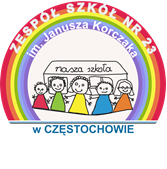 ZESPÓŁ SZKÓŁ NR 23
im. Janusza Korczaka
nasza szkoła
w CZĘSTOCHOWIE